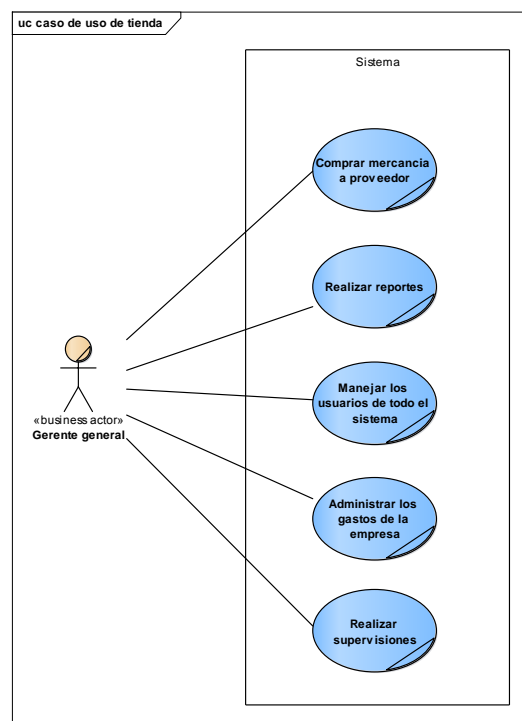 uc caso de uso de tienda
Sistema
Comprar mercancia
a proveedor
Realizar reportes
Manejar los
usuarios de todo el
sistema
«business actor»
Gerente general
Administrar los
gastos de la
empresa
Realizar
supervisiones